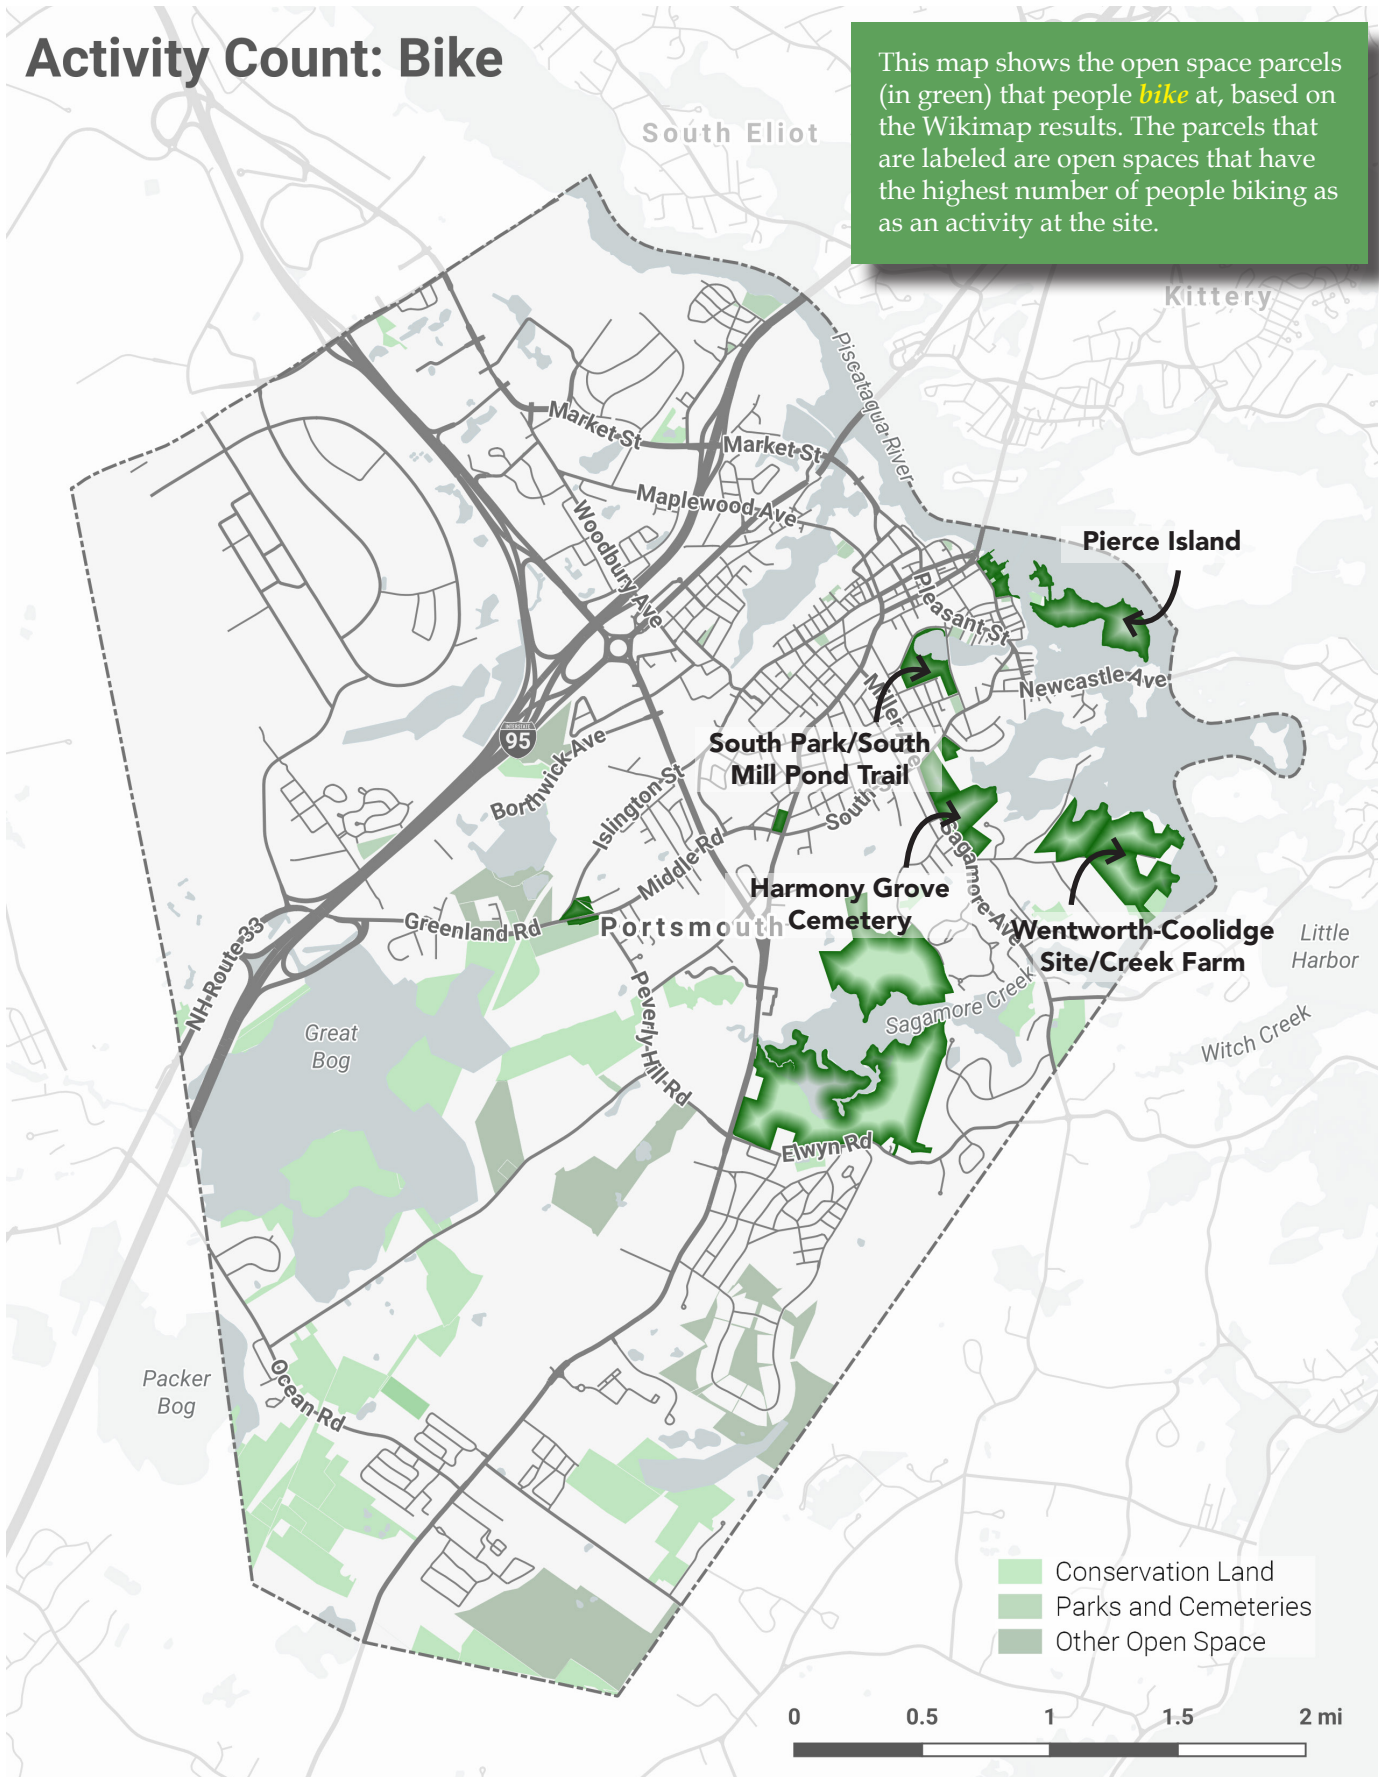 Activity Count: Bike
This map shows the open space parcels
(in green) that people bike at, based on
the Wikimap results. The parcels that
are labeled are open spaces that have
the highest number of people biking as
as an activity at the site.
South Eliot
Kittery
Piscataqua River
Market St
Market St
Maplewood Ave
Woodbury Ave
Pierce Island
Pleasant St
Newcastle Ave
Miller Ave
South Park/South
Mill Pond Trail
INTERSTATE
95
Borthwick Ave
Islington St
South St
Middle Rd
Sagamore Ave
Harmony Grove
Cemetery
Greenland Rd
Portsmouth
Wentworth-Coolidge
Site/Creek Farm
Little
Harbor
NH-Route-33
Peverly-Hill-Rd
Sagamore Creek
Witch Creek
Great
Bog
Elwyn Rd
Packer
Bog
Ocean-Rd
Conservation Land
Parks and Cemeteries
Other Open Space
0 0.5 1 1.5 2 mi